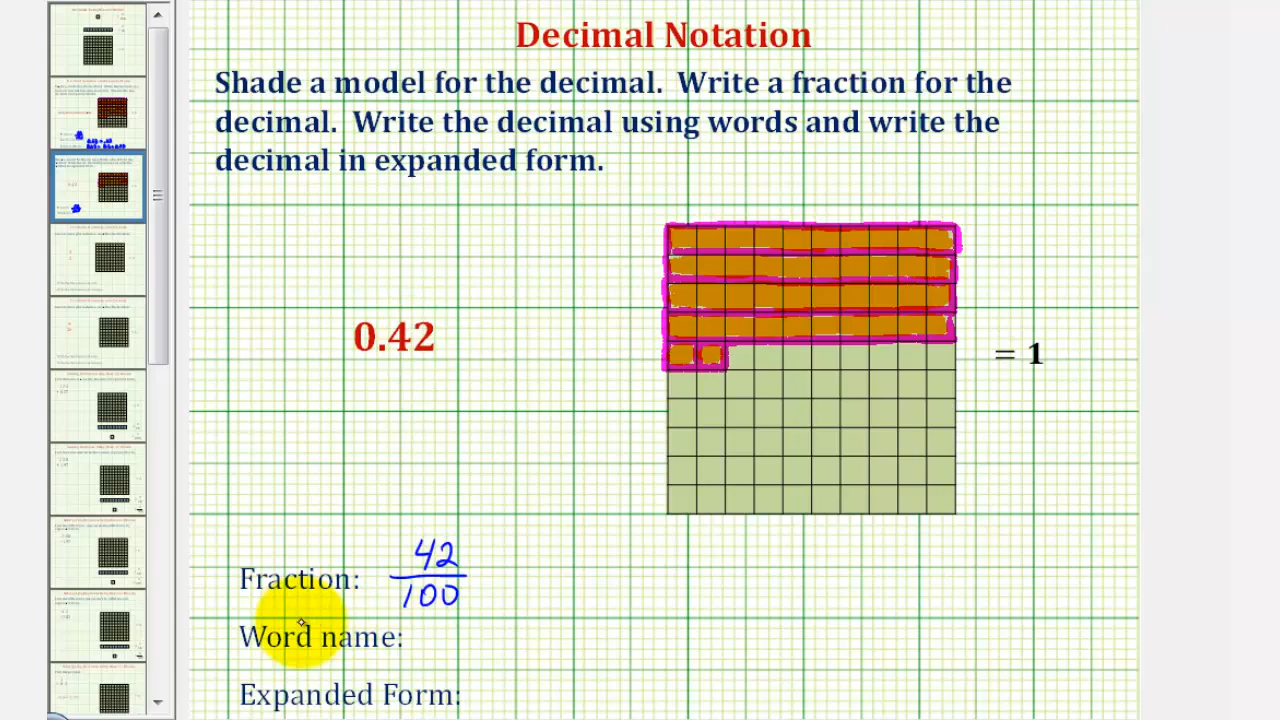 Decimal Notation
Shade a model for the decimal. Write a fraction for the
decimal. Write the decimal using words and write the
decimal in expanded form.
0.42
= 1
Fraction: 42/100
Word name:
Expanded Form: